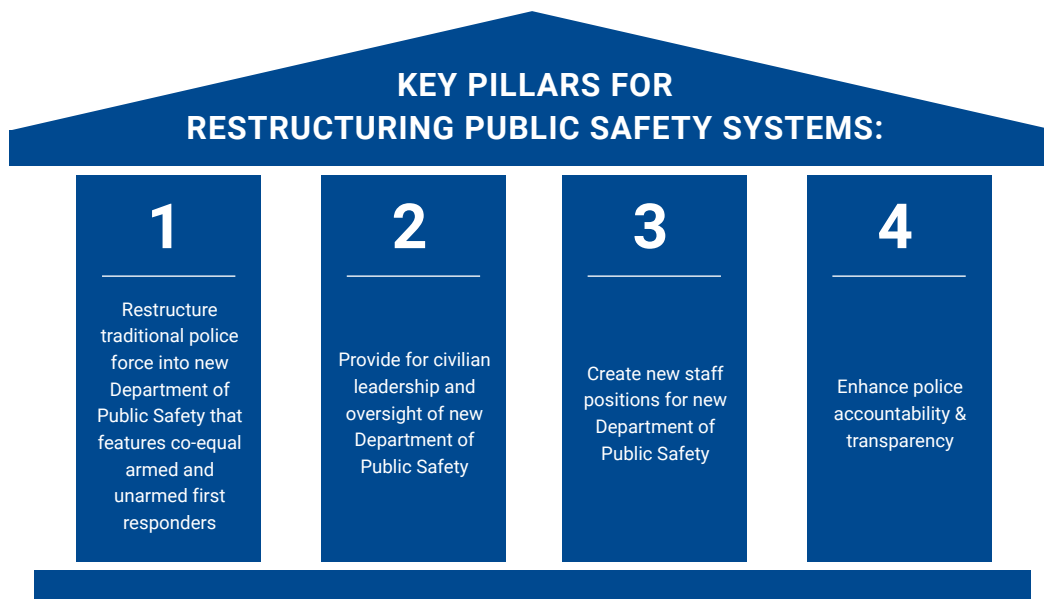 KEY PILLARS FOR
RESTRUCTURING PUBLIC SAFETY SYSTEMS:
1
Restructure
traditional police
force into new
Department of
Public Safety that
features co-equal
armed and
unarmed first
responders
2
Provide for civilian
leadership and
oversight of new
Department of
Public Safety
3
Create new staff
positions for new
Department of
Public Safety
4
Enhance police
accountability &
transparency